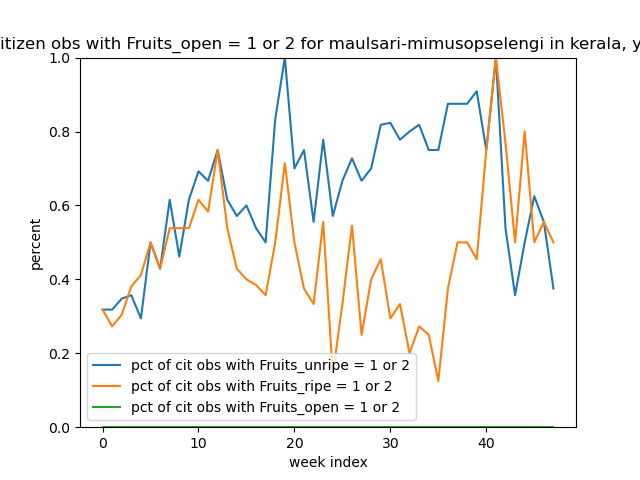 itizen obs with Fruits_open = 1 or 2 for maulsari-mimusopselengi in kerala, y
1.0
0.8
0.6
0.4
0.2
0.0
percent
pct of cit obs with Fruits_unripe = 1 or 2
pct of cit obs with Fruits_ripe = 1 or 2
pct of cit obs with Fruits_open = 1 or 2
0 10 20 30 40
week index